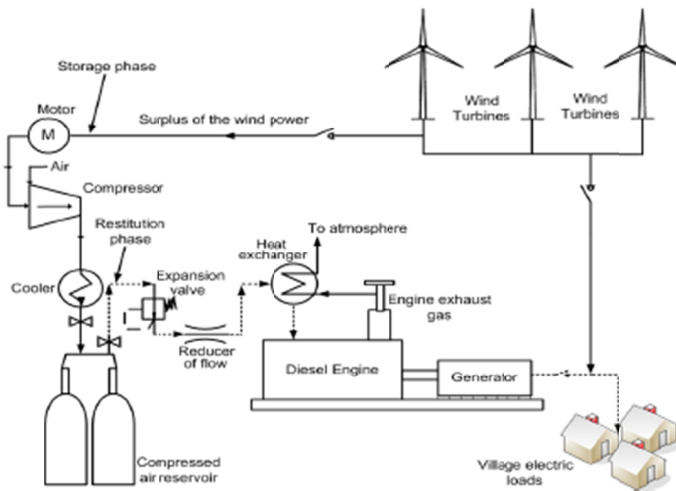 Storage phase
Motor
M
Surplus of the wind power
Wind
Turbines
Wind
Turbines
Air
Compressor
Restitution
phase
To atmosphere
Heat
exchanger
Cooler
Expansion
valve
Engine exhaust
gas
Reducer
of flow
Diesel Engine
Generator
Compressed
air reservoir
Village electric
loads